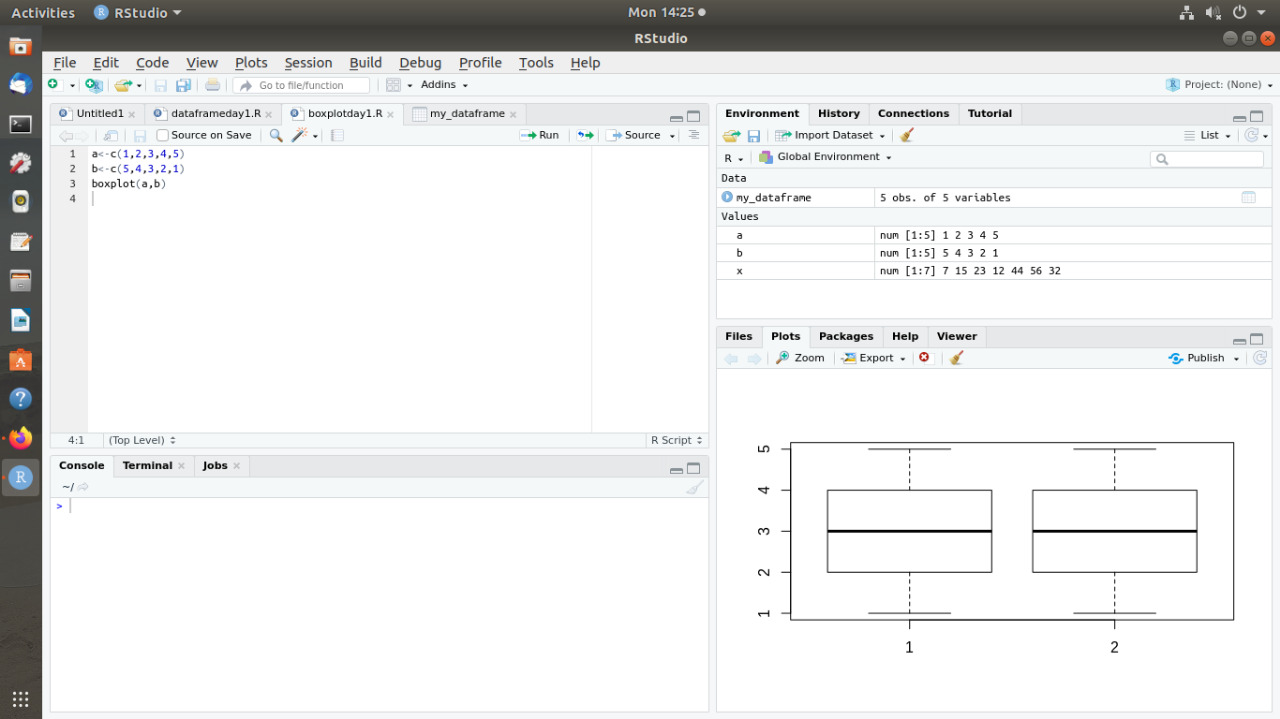 Activities RStudio Mon 14:25
RStudio
File Edit Code View Plots Session Build Debug Profile Tools Help
Go to file/function Addins Project: (None)
Untitled1 dataframeday1.R boxplotday1.R my_dataframe
Source on Save Run Source
1 a<-c(1,2,3,4,5)
2 b<-c(5,4,3,2,1)
3 boxplot(a,b)
4
4:1 (Top Level) R Script
Console Terminal Jobs
~/
>
Environment History Connections Tutorial
Import Dataset List
R Global Environment
Data
my_dataframe 5 obs. of 5 variables
Values
a num [1:5] 1 2 3 4 5
b num [1:5] 5 4 3 2 1
x num [1:7] 7 15 23 12 44 56 32
Files Plots Packages Help Viewer
Zoom Export Publish
5
4
3
2
1
1 2